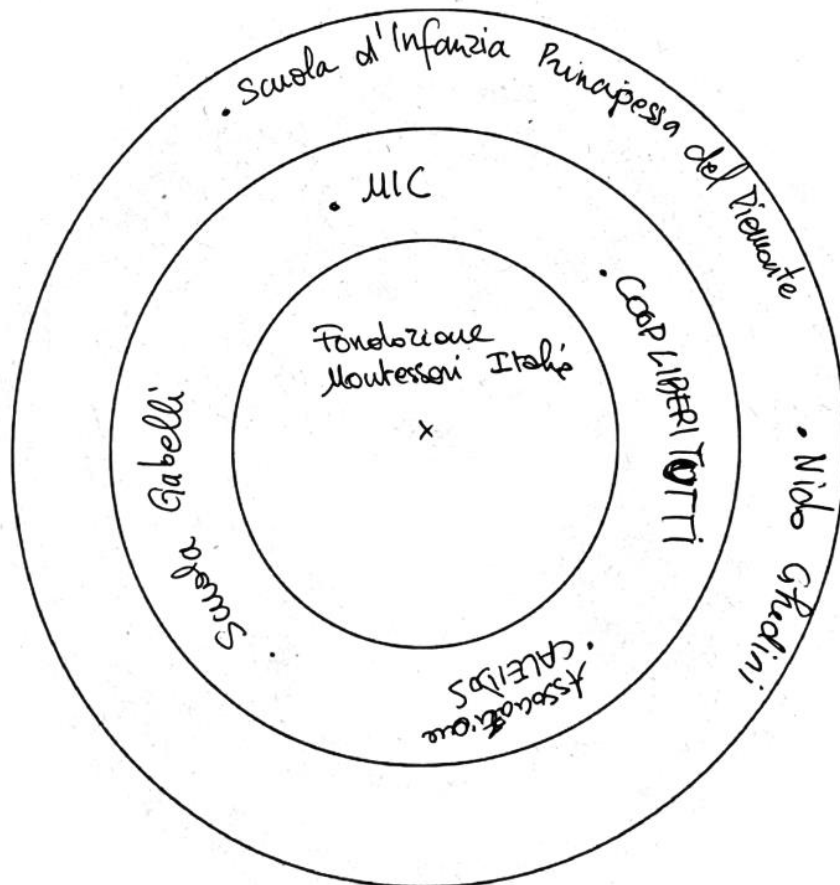 . Scuola d'Infanzia Principessa del Piemonte
. MIC
. COOP LIBERITUTTI
Fondazione
Montessori Italia
x
. Nido Ghedini
. Scuola Gabelli
. Associazione
CALEIDOS